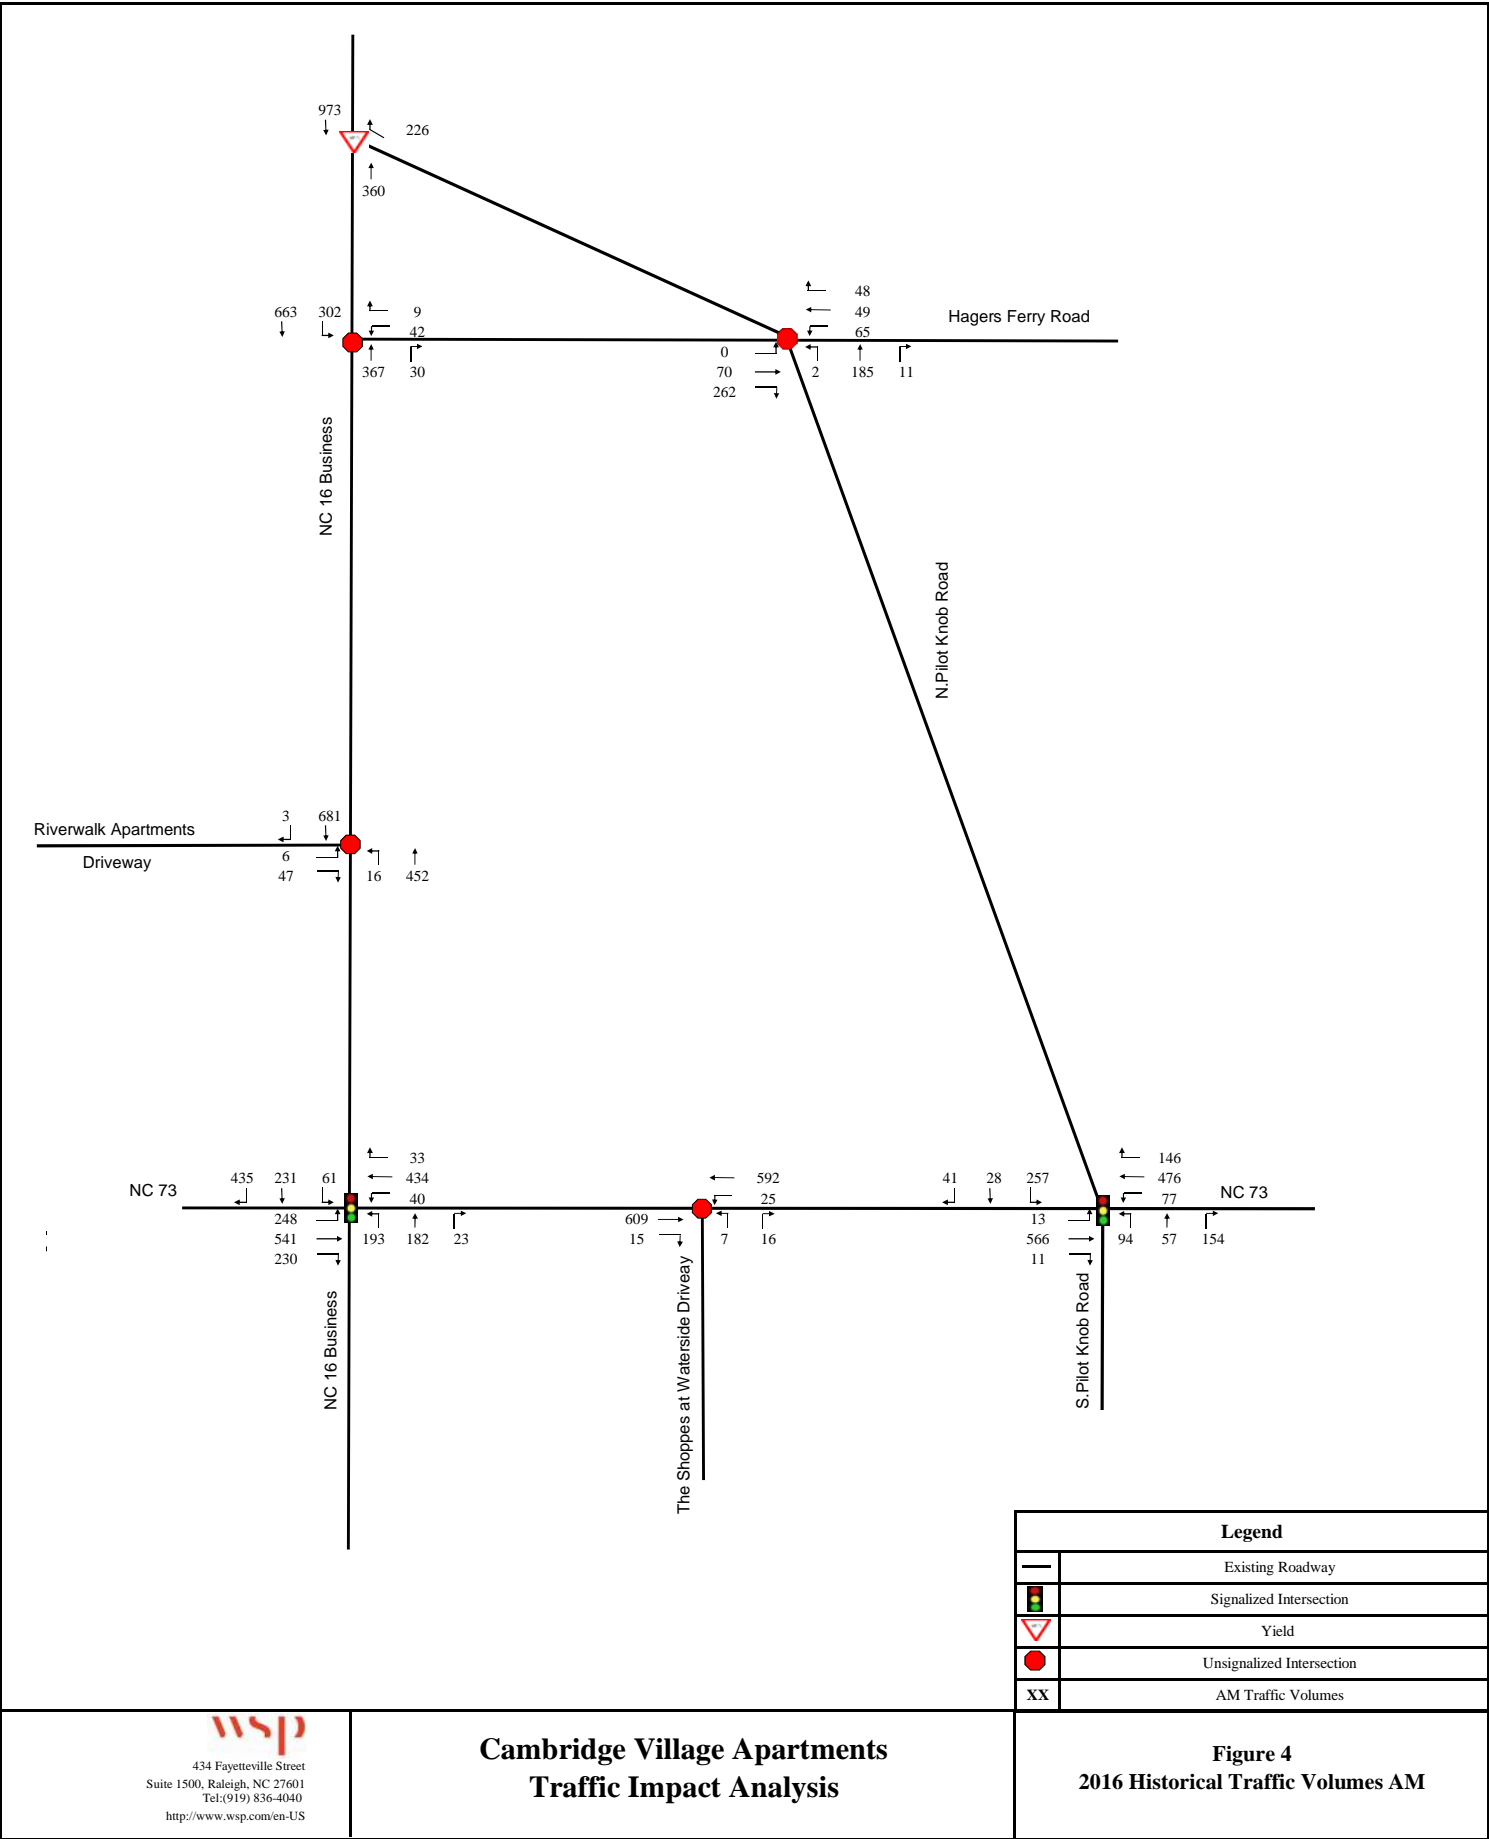 973
226
360
48
663 302 9 49 Hagers Ferry Road
42 65
0
367 30 70 2 185 11
262
NC 16 Business
N.Pilot Knob Road
3 681
Riverwalk Apartments
Driveway
6
47 16 452
33 146
435 231 61 434 592 41 28 257 476
NC 73 40 25 77 NC 73
248 609 13
541 193 182 23 15 7 16 566 94 57 154
230 11
NC 16 Business
The Shoppes at Waterside Driveay
S.Pilot Knob Road
Legend
Existing Roadway
Signalized Intersection
Yield
Unsignalized Intersection
XX AM Traffic Volumes
wsp
434 Fayetteville Street
Suite 1500, Raleigh, NC 27601
Tel:(919) 836-4040
http://www.wsp.com/en-US
Cambridge Village Apartments
Traffic Impact Analysis
Figure 4
2016 Historical Traffic Volumes AM